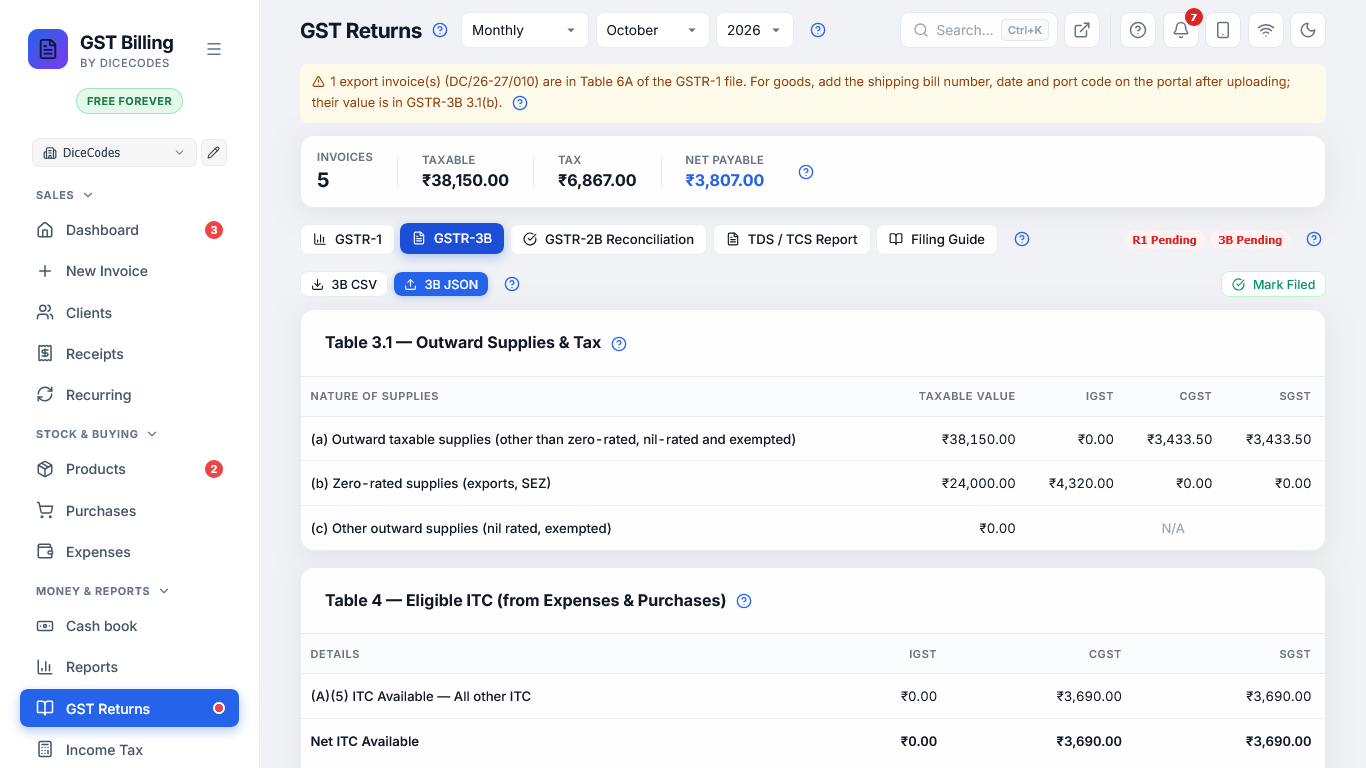 GST Billing
BY DICECODES
FREE FOREVER
DiceCodes
SALES
Dashboard 3
New Invoice
Clients
Receipts
Recurring
STOCK & BUYING
Products 2
Purchases
Expenses
MONEY & REPORTS
Cash book
Reports
GST Returns
Income Tax
GST Returns Monthly October 2026 Search... Ctrl+K 7
1 export invoice(s) (DC/26-27/010) are in Table 6A of the GSTR-1 file. For goods, add the shipping bill number, date and port code on the portal after uploading;
their value is in GSTR-3B 3.1(b).
INVOICES TAXABLE TAX NET PAYABLE
5 ₹38,150.00 ₹6,867.00 ₹3,807.00
GSTR-1 GSTR-3B GSTR-2B Reconciliation TDS / TCS Report Filing Guide R1 Pending 3B Pending
3B CSV 3B JSON Mark Filed
Table 3.1 — Outward Supplies & Tax
NATURE OF SUPPLIES TAXABLE VALUE IGST CGST SGST
(a) Outward taxable supplies (other than zero-rated, nil-rated and exempted) ₹38,150.00 ₹0.00 ₹3,433.50 ₹3,433.50
(b) Zero-rated supplies (exports, SEZ) ₹24,000.00 ₹4,320.00 ₹0.00 ₹0.00
(c) Other outward supplies (nil rated, exempted) ₹0.00 N/A
Table 4 — Eligible ITC (from Expenses & Purchases)
DETAILS IGST CGST SGST
(A)(5) ITC Available — All other ITC ₹0.00 ₹3,690.00 ₹3,690.00
Net ITC Available ₹0.00 ₹3,690.00 ₹3,690.00